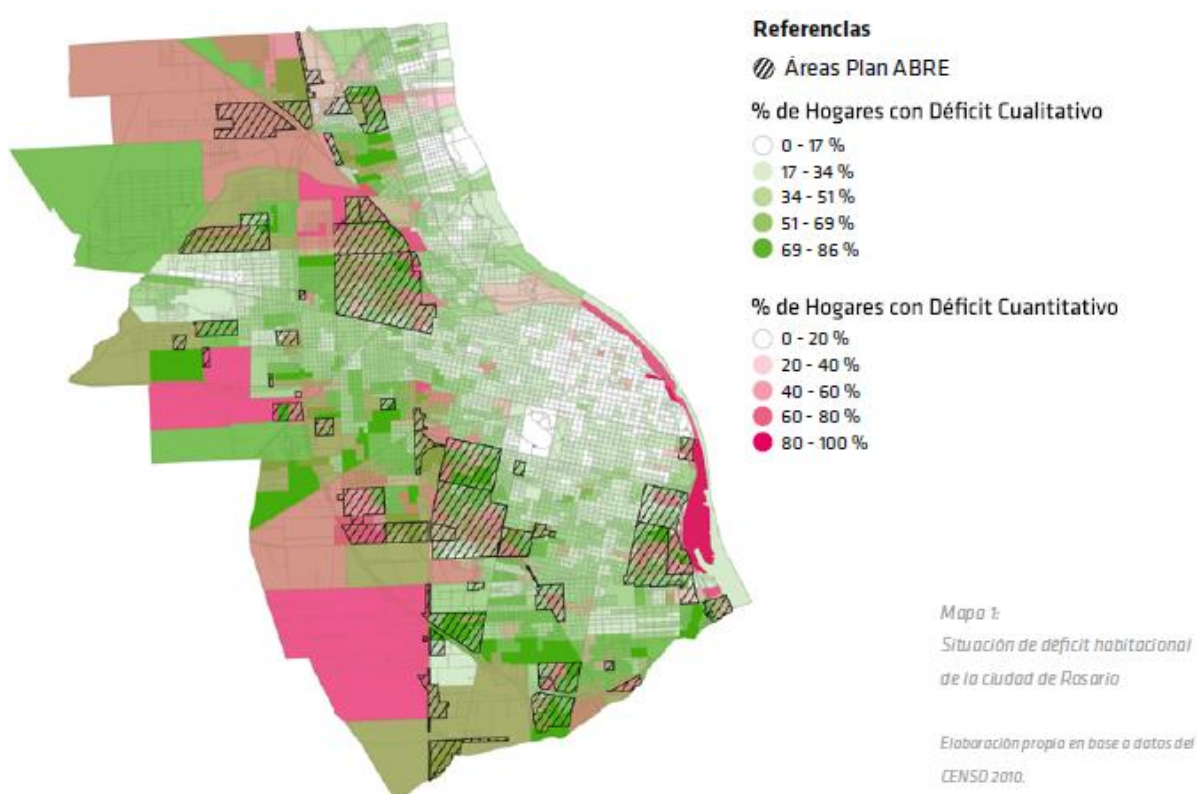 Referencias
Áreas Plan ABRE
% de Hogares con Déficit Cualitativo
0 - 17 %
17 - 34 %
34 - 51 %
51 - 69 %
69 - 86 %
% de Hogares con Déficit Cuantitativo
0 - 20 %
20 - 40 %
40 - 60 %
60 - 80 %
80 - 100 %
Mapa 1:
Situación de déficit habitacional
de la ciudad de Rosario
Elaboración propia en base a datos del
CENSO 2010.